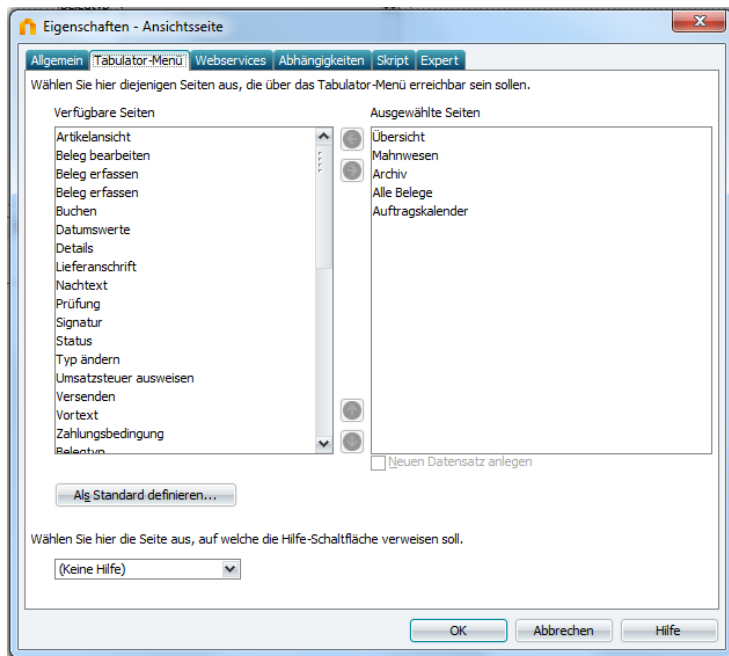 Eigenschaften - Ansichtsseite
Allgemein Tabulator-Menü Webservices Abhängigkeiten Skript Expert
Wählen Sie hier diejenigen Seiten aus, die über das Tabulator-Menü erreichbar sein sollen.
Verfügbare Seiten
Artikelansicht
Beleg bearbeiten
Beleg erfassen
Beleg erfassen
Buchen
Datumswerte
Details
Lieferanschrift
Nachtext
Prüfung
Signatur
Status
Typ ändern
Umsatzsteuer ausweisen
Versenden
Vortext
Zahlungsbedingung
Belegtyp
Ausgewählte Seiten
Übersicht
Mahnwesen
Archiv
Alle Belege
Auftragskalender
Neuen Datensatz anlegen
Als Standard definieren...
Wählen Sie hier die Seite aus, auf welche die Hilfe-Schaltfläche verweisen soll.
(Keine Hilfe)
OK Abbrechen Hilfe